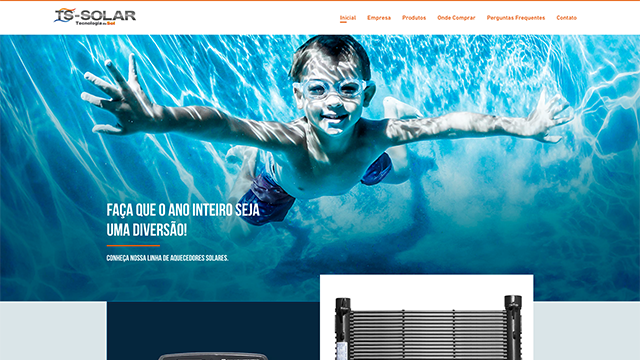 TS-SOLAR
Tecnologia do Sol
Inicial
Empresa
Produtos
Onde Comprar
Perguntas Frequentes
Contato
FAÇA QUE O ANO INTEIRO SEJA
UMA DIVERSÃO!
CONHEÇA NOSSA LINHA DE AQUECEDORES SOLARES.